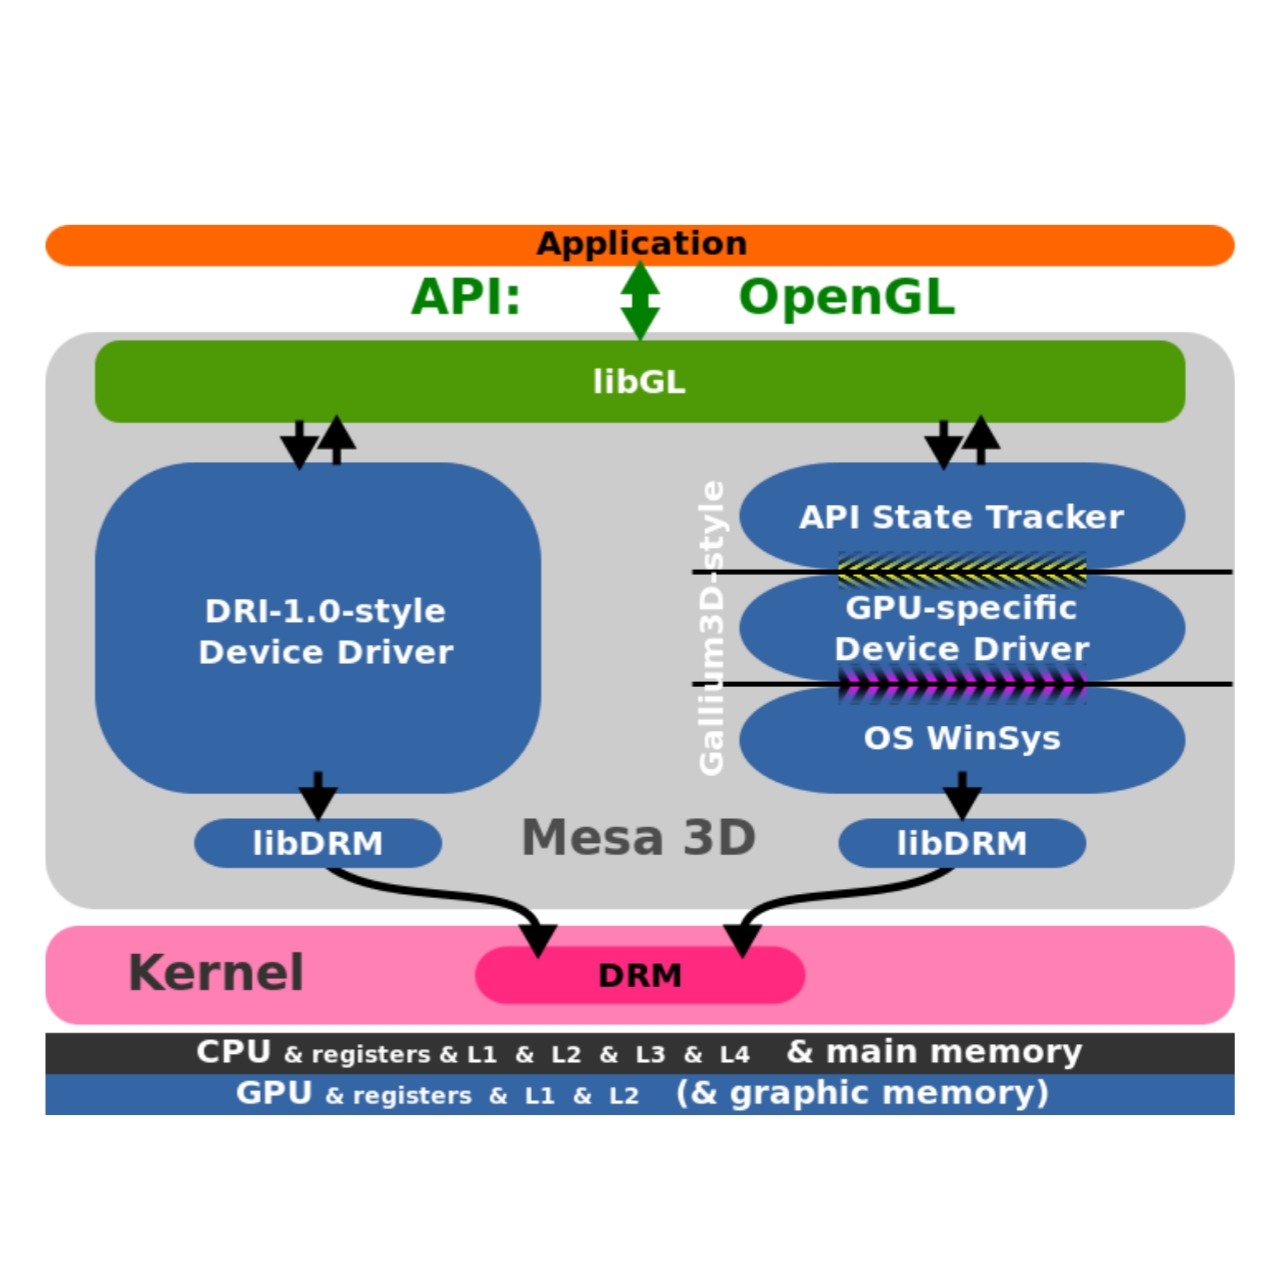 Application
API: OpenGL
libGL
DRI-1.0-style
Device Driver
Gallium3D-style
API State Tracker
GPU-specific
Device Driver
OS WinSys
libDRM
Mesa 3D
libDRM
Kernel
DRM
CPU & registers & L1 & L2 & L3 & L4 & main memory
GPU & registers & L1 & L2 (& graphic memory)